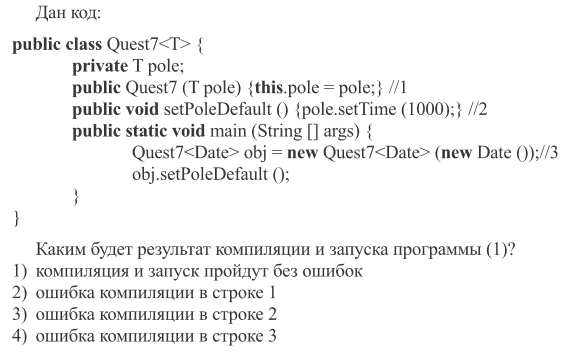 Дан код:
public class Quest7<T> {
private T pole;
public Quest7 (T pole) {this.pole = pole;} //1
public void setPoleDefault () {pole.setTime (1000);} //2
public static void main (String [] args) {
Quest7<Date> obj = new Quest7<Date> (new Date ());//3
obj.setPoleDefault ();
}
}
Каким будет результат компиляции и запуска программы (1)?
1) компиляция и запуск пройдут без ошибок
2) ошибка компиляции в строке 1
3) ошибка компиляции в строке 2
4) ошибка компиляции в строке 3